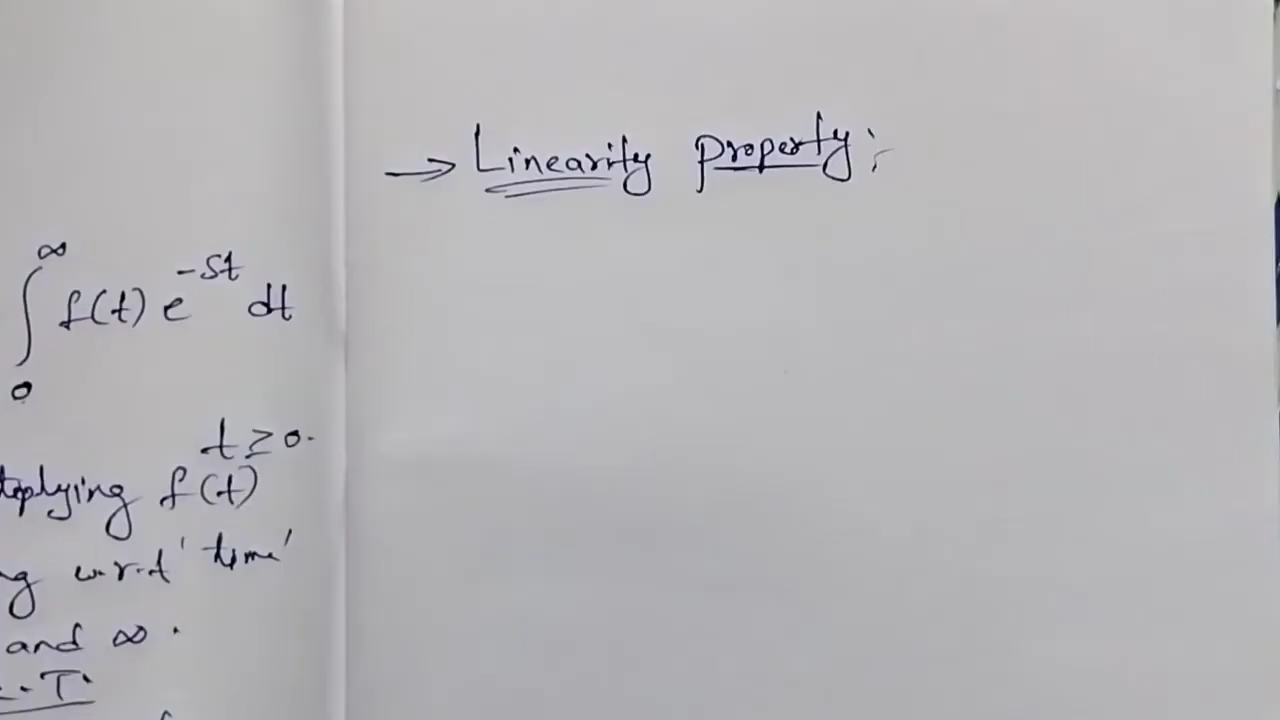 ∫₀^∞ f(t) e^-st dt
t ≥ 0.
f(t)
w.r.t 'time'
and ∞.
.T.
→ Linearity property: